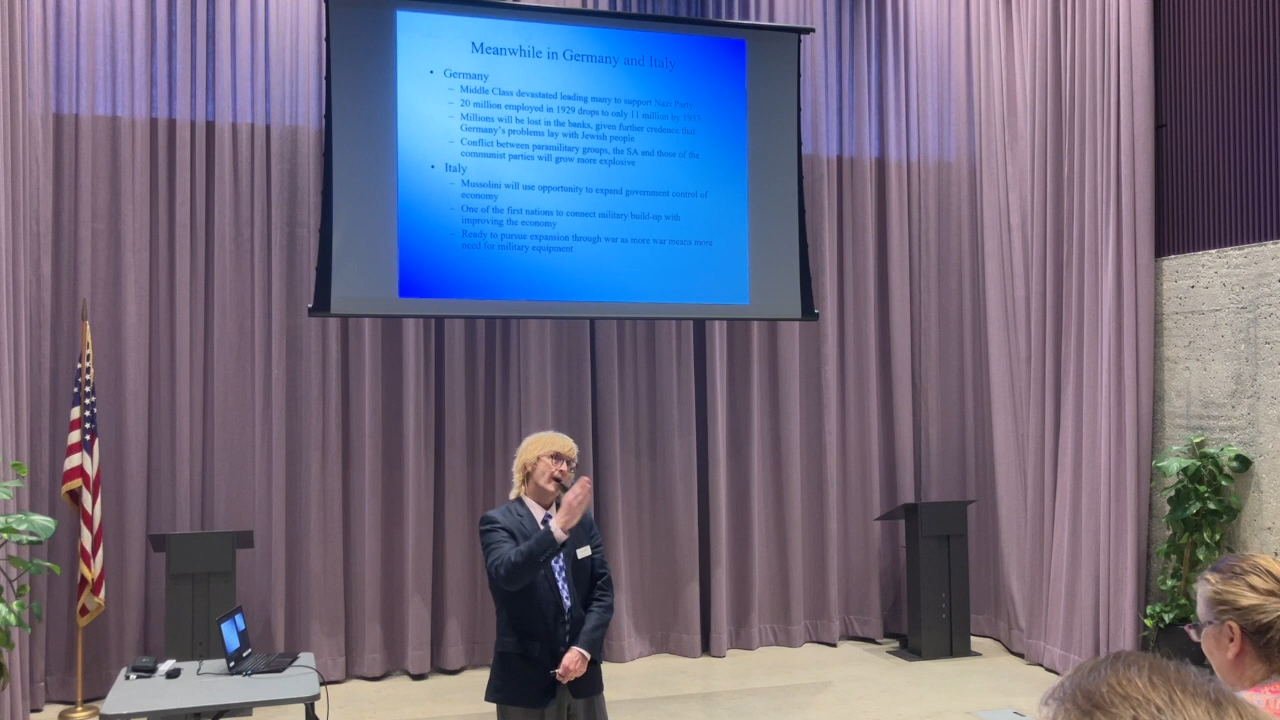 Meanwhile in Germany and Italy
• Germany
– Middle Class devastated leading many to support Nazi Party
– 20 million employed in 1929 drops to only 11 million by 1933
– Millions will be lost in the banks, given further credence that
Germany's problems lay with Jewish people
– Conflict between paramilitary groups, the SA and those of the
communist parties will grow more explosive
• Italy
– Mussolini will use opportunity to expand government control of
economy
– One of the first nations to connect military build-up with
improving the economy
– Ready to pursue expansion through war as more war means more
need for military equipment